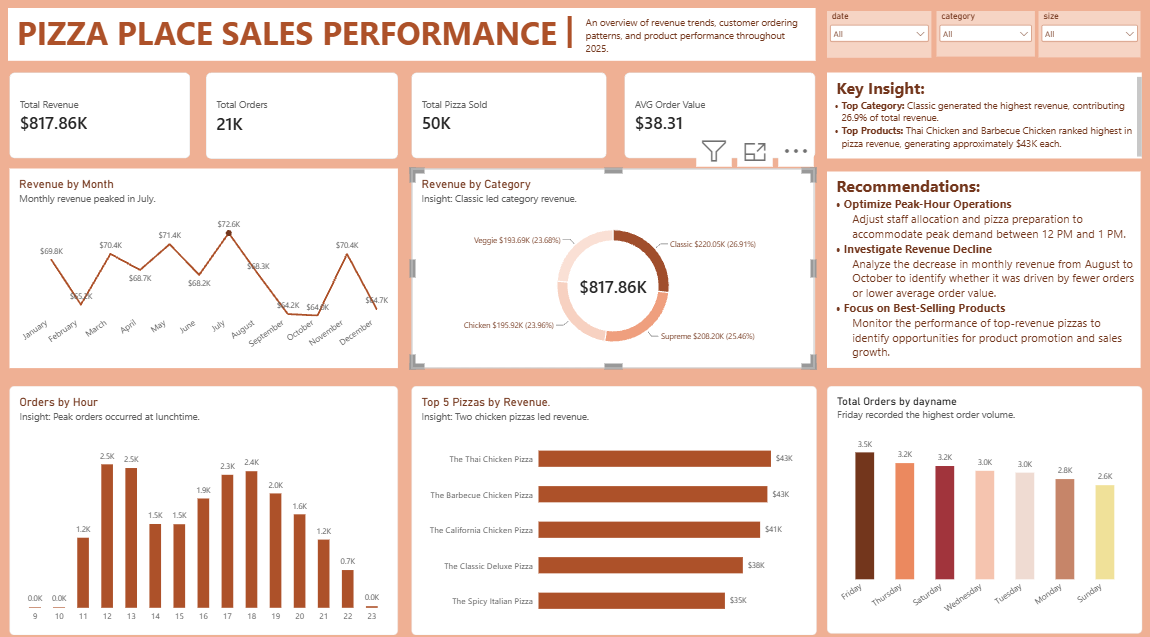 PIZZA PLACE SALES PERFORMANCE
An overview of revenue trends, customer ordering
patterns, and product performance throughout
2025.
date
All
category
All
size
All
Total Revenue
$817.86K
Total Orders
21K
Total Pizza Sold
50K
AVG Order Value
$38.31
Key Insight:
• Top Category: Classic generated the highest revenue, contributing
26.9% of total revenue.
• Top Products: Thai Chicken and Barbecue Chicken ranked highest in
pizza revenue, generating approximately $43K each.
Revenue by Month
Monthly revenue peaked in July.
$69.8K
$65.2K
$70.4K
$68.7K
$71.4K
$68.2K
$72.6K
$68.3K
$64.2K
$64.0K
$70.4K
$64.7K
January
February
March
April
May
June
July
August
September
October
November
December
Revenue by Category
Insight: Classic led category revenue.
Veggie $193.69K (23.68%)
Classic $220.05K (26.91%)
$817.86K
Chicken $195.92K (23.96%)
Supreme $208.20K (25.46%)
Recommendations:
• Optimize Peak-Hour Operations
Adjust staff allocation and pizza preparation to
accommodate peak demand between 12 PM and 1 PM.
• Investigate Revenue Decline
Analyze the decrease in monthly revenue from August to
October to identify whether it was driven by fewer orders
or lower average order value.
• Focus on Best-Selling Products
Monitor the performance of top-revenue pizzas to
identify opportunities for product promotion and sales
growth.
Orders by Hour
Insight: Peak orders occurred at lunchtime.
0.0K
0.0K
1.2K
2.5K
2.5K
1.5K
1.5K
1.9K
2.3K
2.4K
2.0K
1.6K
1.2K
0.7K
0.0K
9 10 11 12 13 14 15 16 17 18 19 20 21 22 23
Top 5 Pizzas by Revenue.
Insight: Two chicken pizzas led revenue.
The Thai Chicken Pizza $43K
The Barbecue Chicken Pizza $43K
The California Chicken Pizza $41K
The Classic Deluxe Pizza $38K
The Spicy Italian Pizza $35K
Total Orders by dayname
Friday recorded the highest order volume.
3.5K
3.2K
3.2K
3.0K
3.0K
2.8K
2.6K
Friday
Thursday
Saturday
Wednesday
Tuesday
Monday
Sunday